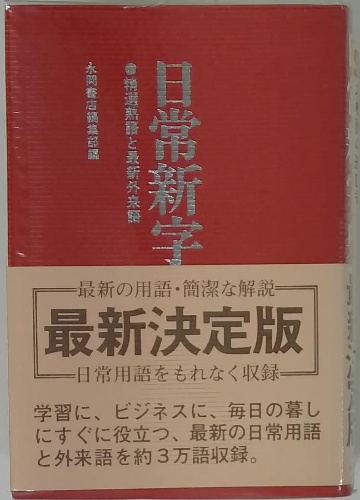 日常新字
●精選熟語と最新外来語
永岡書店編集部編
最新の用語・簡潔な解説
最新決定版
日常用語をもれなく収録
学習に、ビジネスに、毎日の暮し
にすぐに役立つ、最新の日常用語
と外来語を約3万語収録。